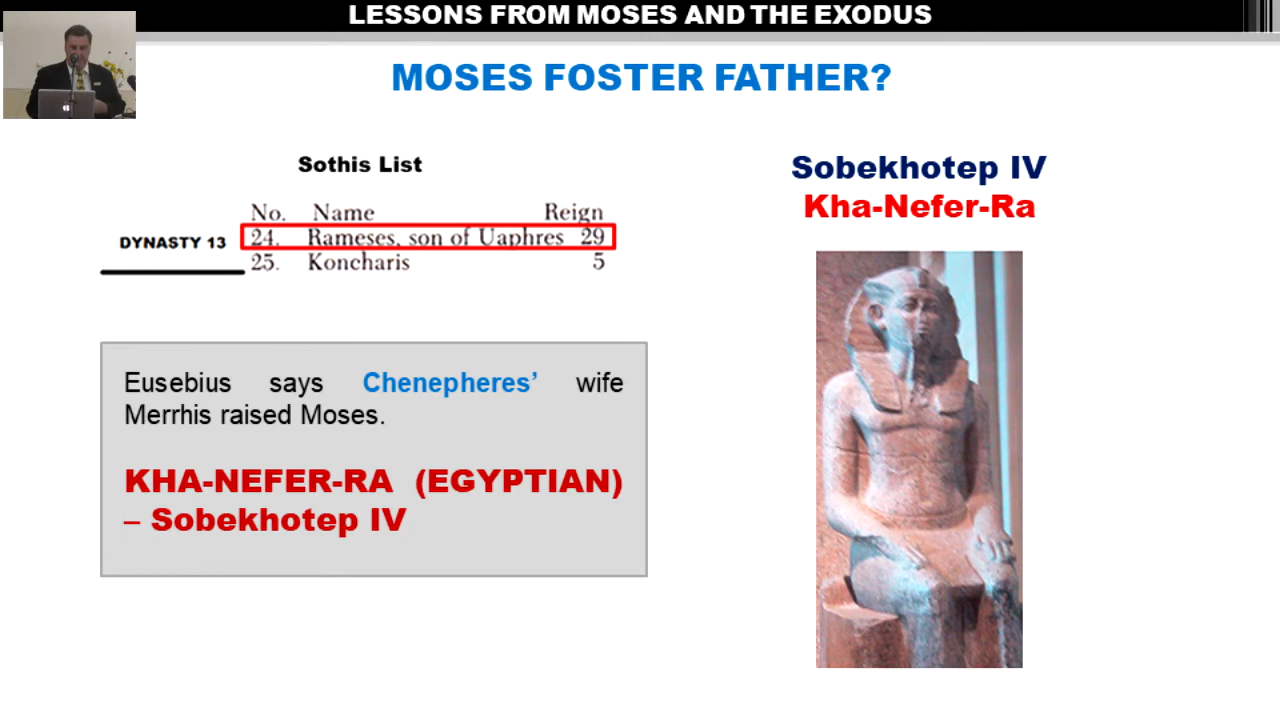 LESSONS FROM MOSES AND THE EXODUS
MOSES FOSTER FATHER?
Sothis List
No. Name Reign
DYNASTY 13
24. Rameses, son of Uaphres 29
25. Koncharis 5
Eusebius says Chenepheres’ wife
Merrhis raised Moses.
KHA-NEFER-RA (EGYPTIAN)
– Sobekhotep IV
Sobekhotep IV
Kha-Nefer-Ra